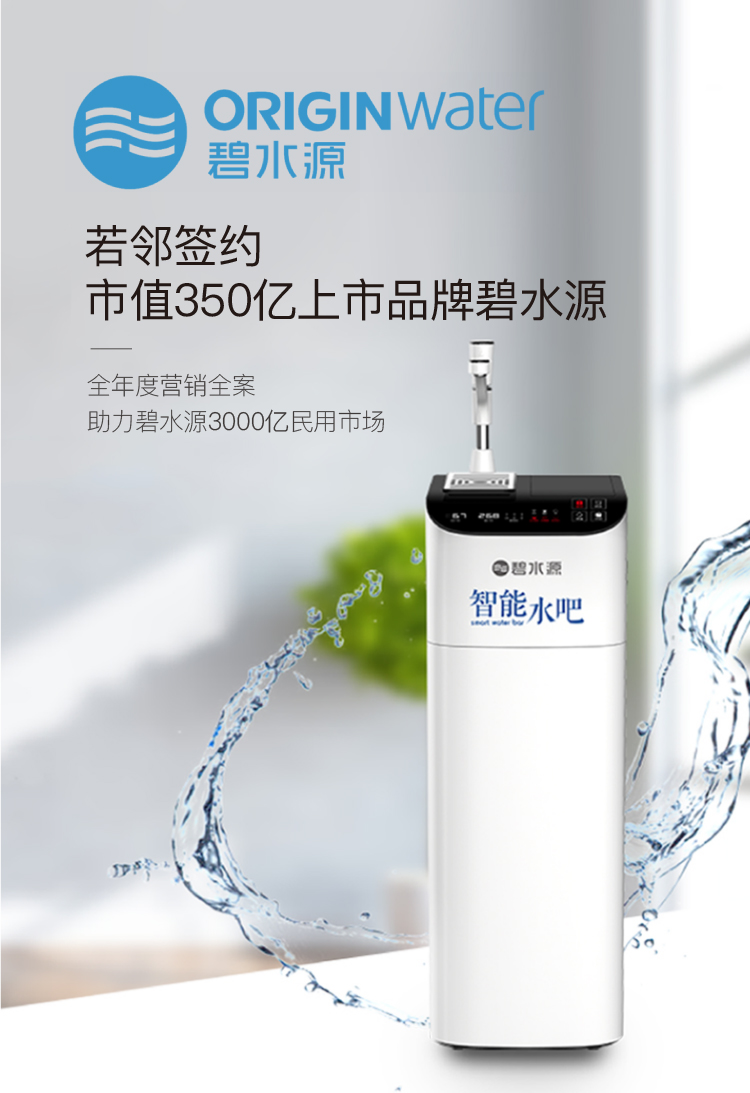 ORIGINwater
碧水源
若邻签约
市值350亿上市品牌碧水源
全年度营销全案
助力碧水源3000亿民用市场
67 268
碧水源
智能水吧
smart water bar